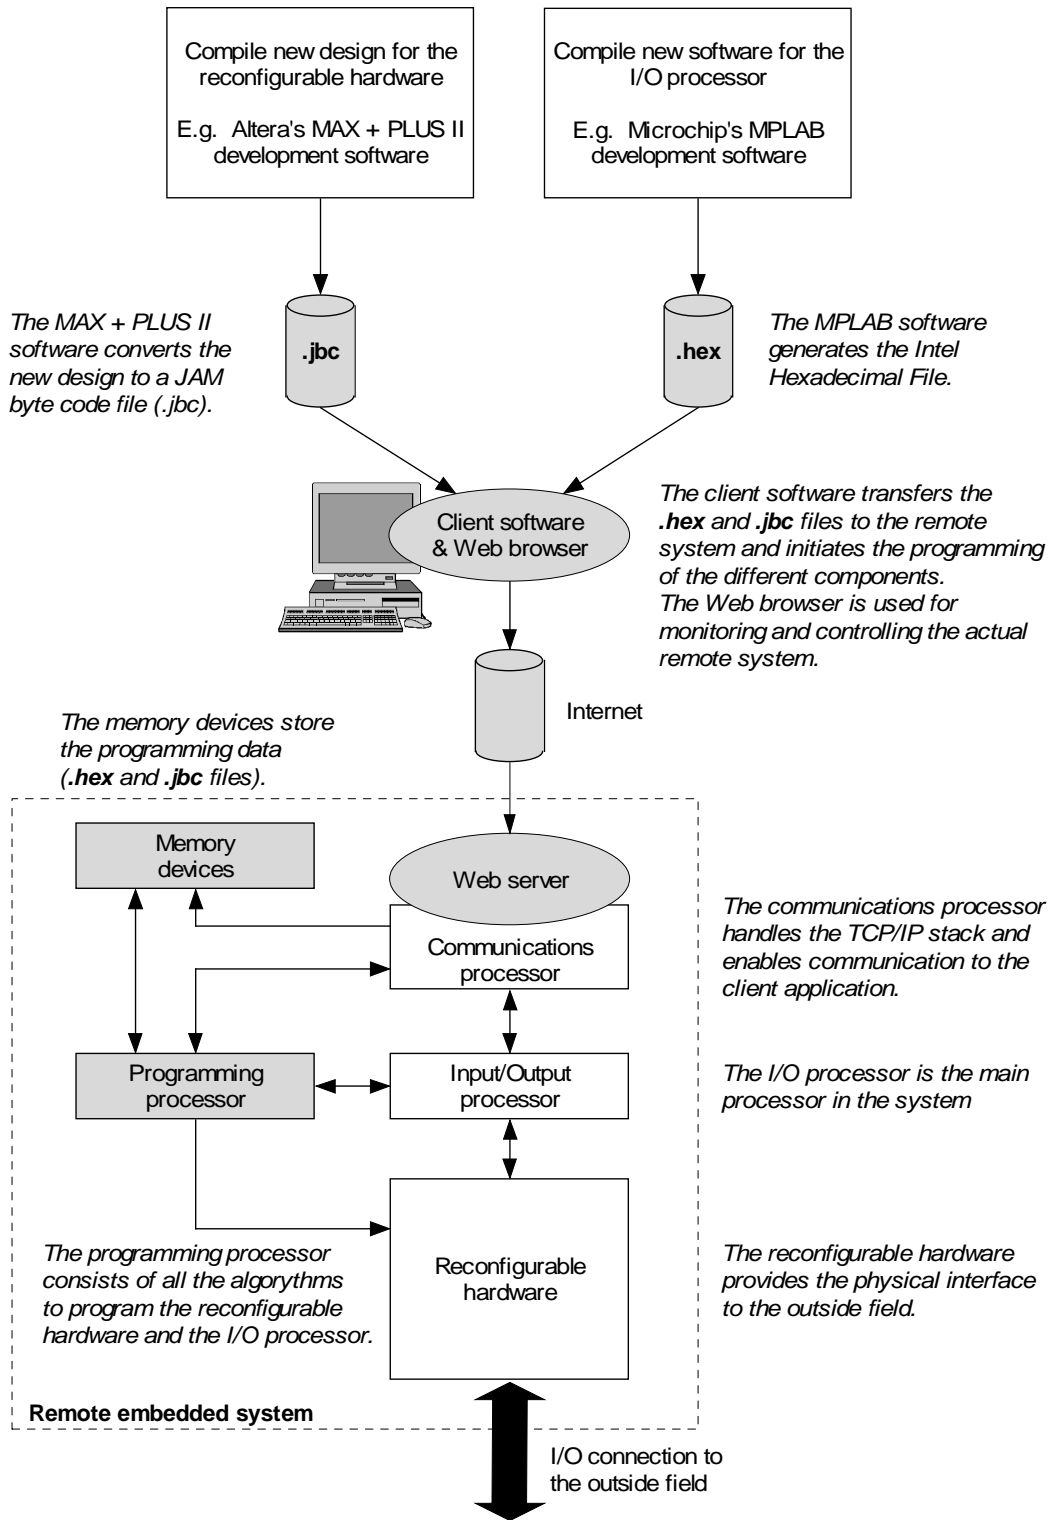 Compile new design for the
reconfigurable hardware
E.g. Altera's MAX + PLUS II
development software
Compile new software for the
I/O processor
E.g. Microchip's MPLAB
development software
The MAX + PLUS II
software converts the
new design to a JAM
byte code file (.jbc).
.jbc
.hex
The MPLAB software
generates the Intel
Hexadecimal File.
Client software
& Web browser
The client software transfers the
.hex and .jbc files to the remote
system and initiates the programming
of the different components.
The Web browser is used for
monitoring and controlling the actual
remote system.
Internet
The memory devices store
the programming data
(.hex and .jbc files).
Memory
devices
Web server
Communications
processor
The communications processor
handles the TCP/IP stack and
enables communication to the
client application.
Programming
processor
Input/Output
processor
The I/O processor is the main
processor in the system
The programming processor
consists of all the algorythms
to program the reconfigurable
hardware and the I/O processor.
Reconfigurable
hardware
The reconfigurable hardware
provides the physical interface
to the outside field.
Remote embedded system
I/O connection to
the outside field